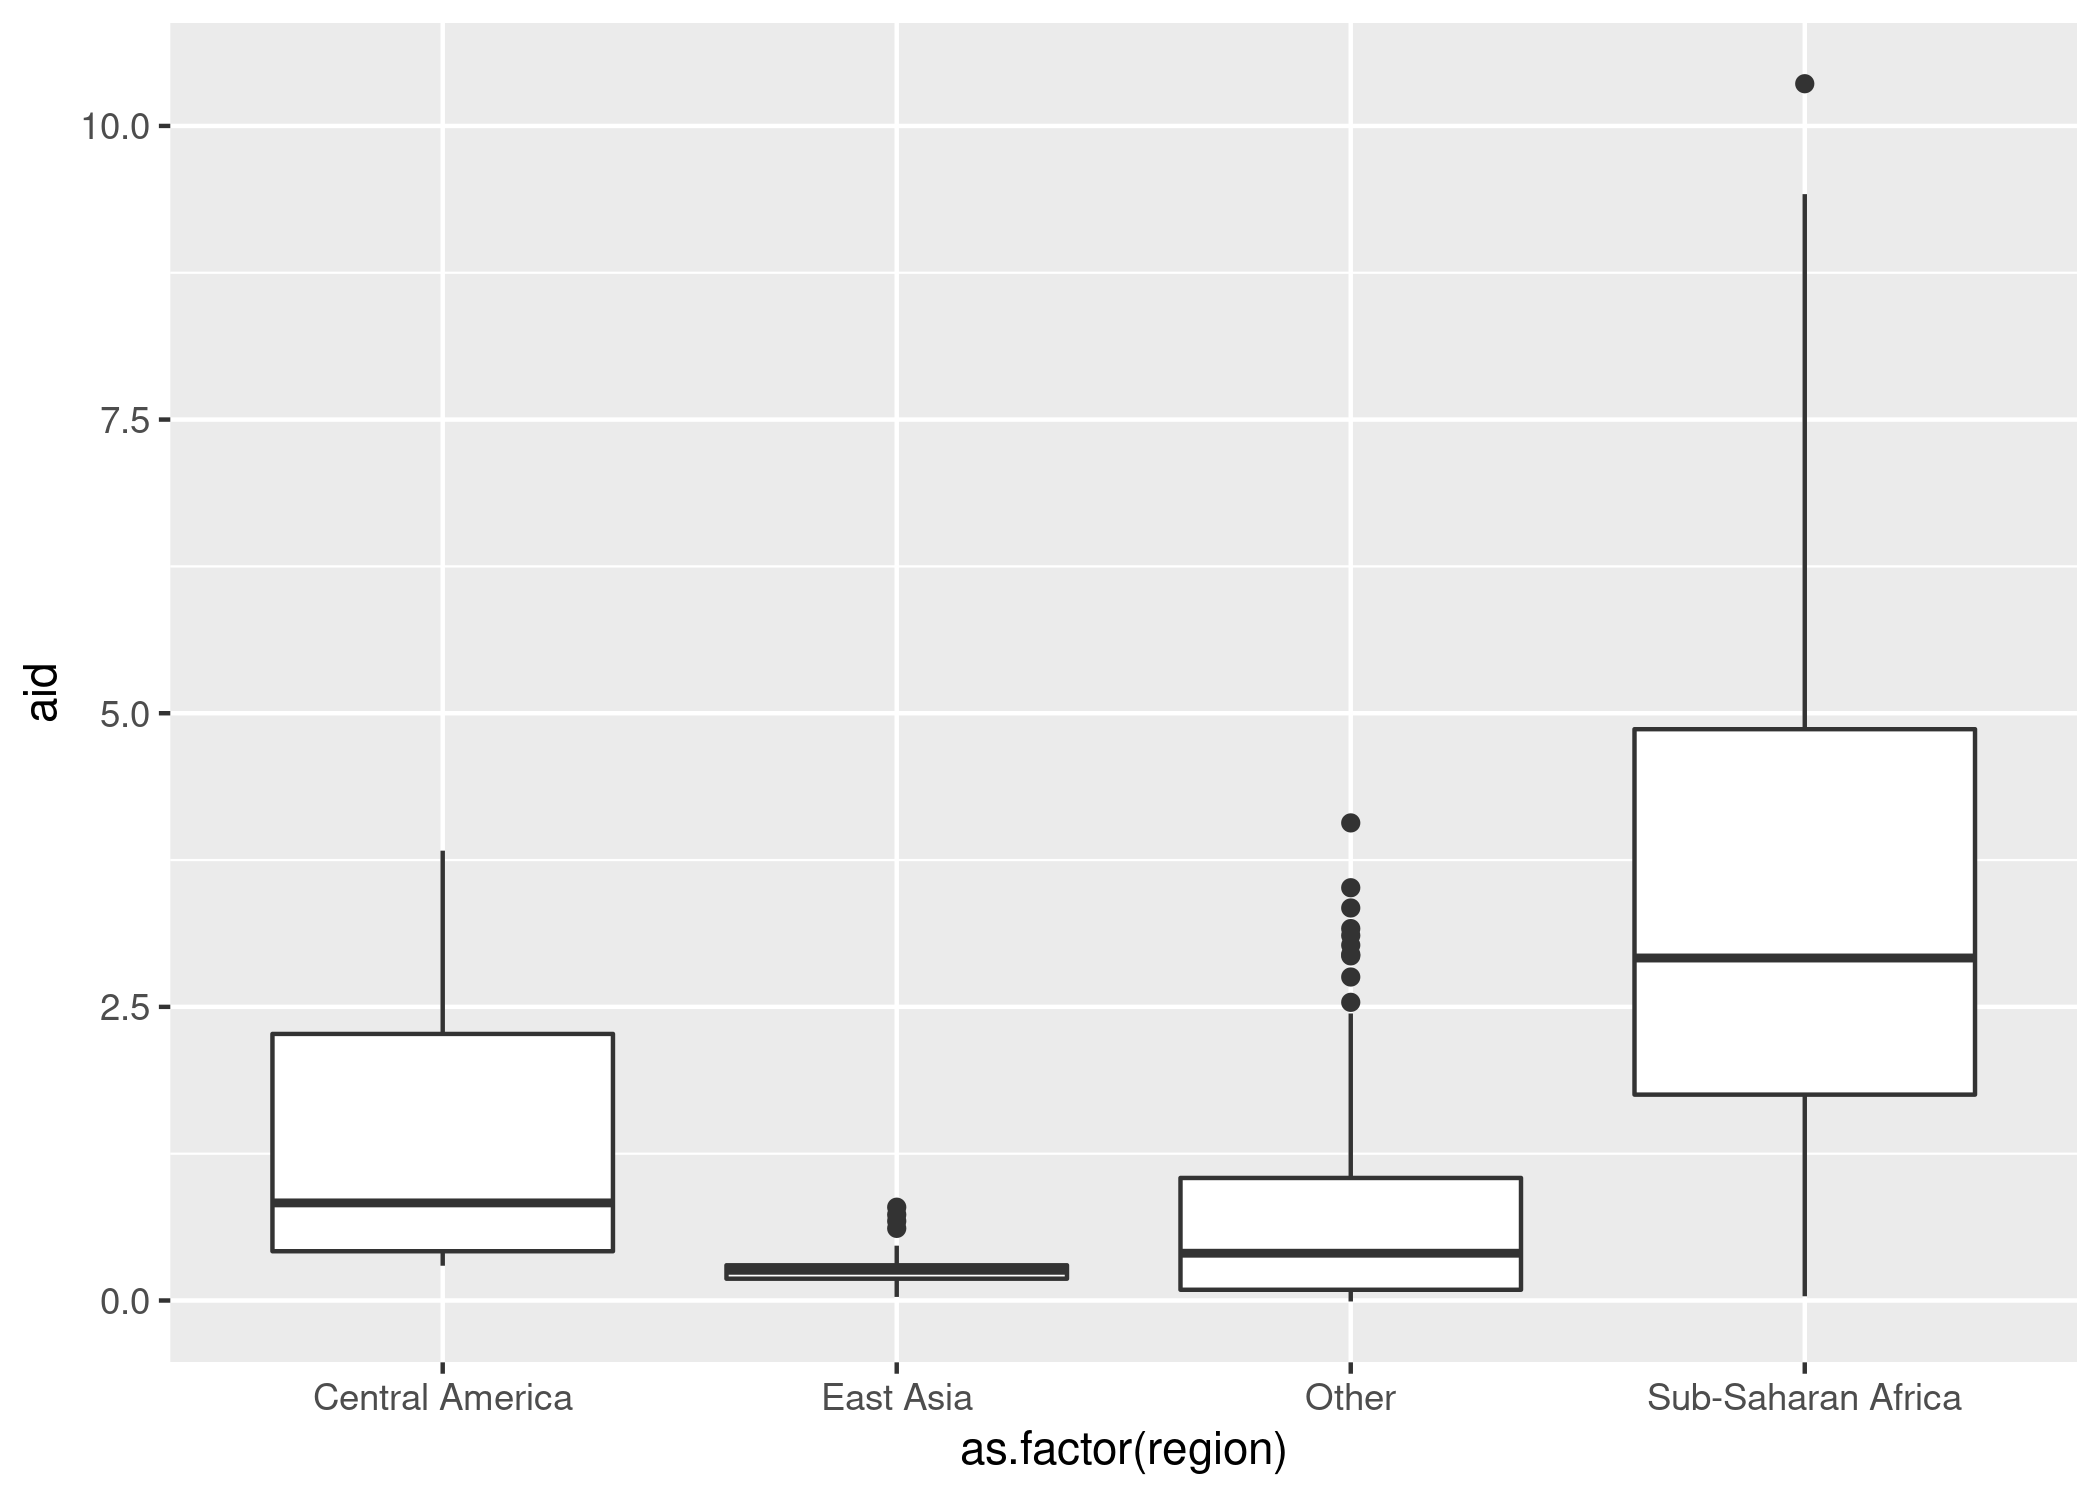 aid
10.0
7.5
5.0
2.5
0.0
Central America East Asia Other Sub-Saharan Africa
as.factor(region)